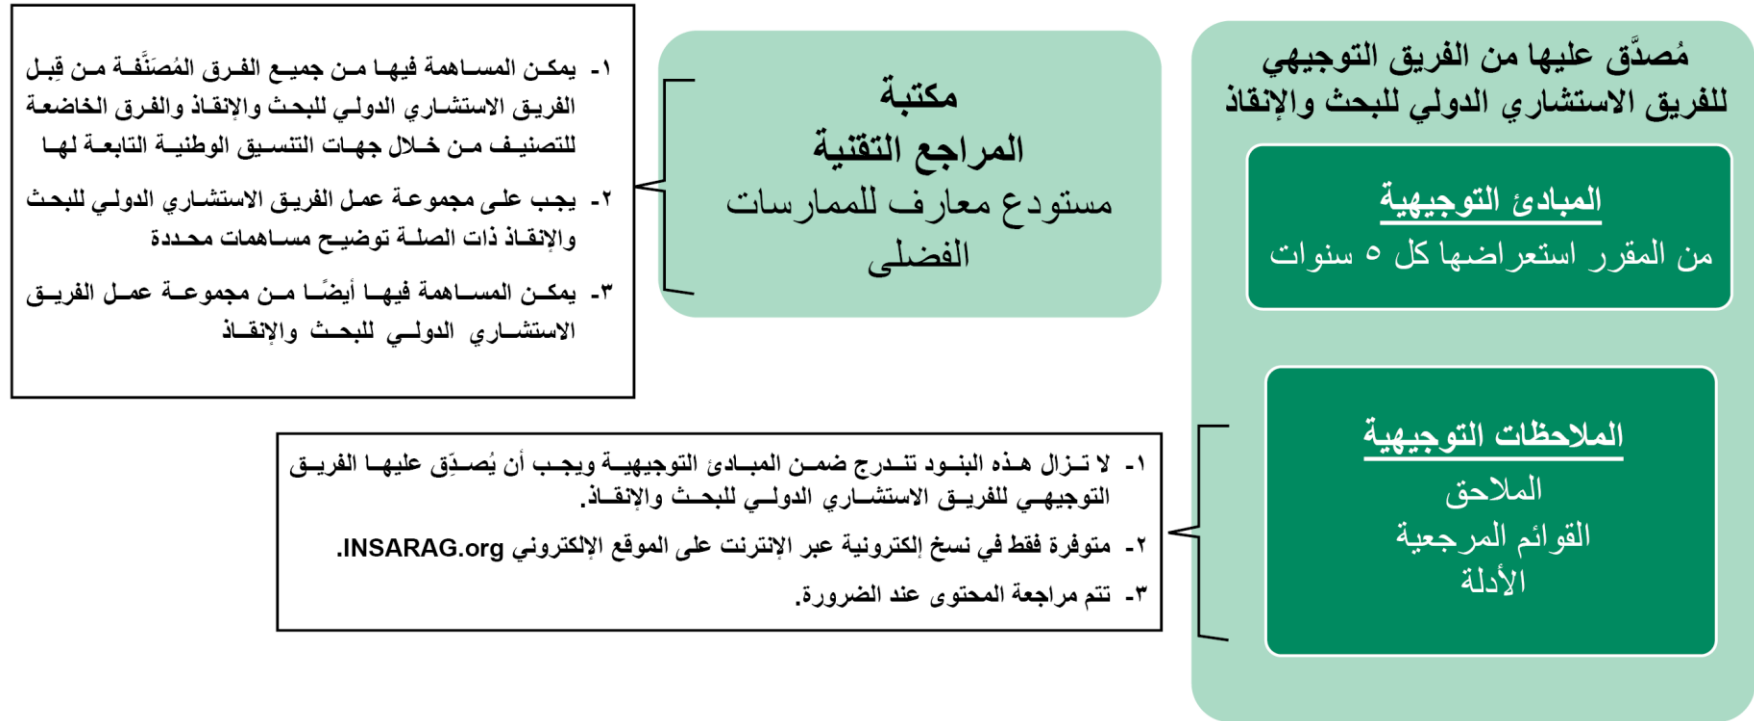 مُصدَّق عليها من الفريق التوجيهي
للفريق الاستشاري الدولي للبحث والإنقاذ
المبادئ التوجيهية
من المقرر استعراضها كل ٥ سنوات
الملاحظات التوجيهية
الملاحق
القوائم المرجعية
الأدلة
مكتبة
المراجع التقنية
مستودع معارف للممارسات
الفضلى
١- يمكن المساهمة فيها من جميع الفرق المُصَنَّفة من قِبل
الفريق الاستشاري الدولي للبحث والإنقاذ والفرق الخاضعة
للتصنيف من خلال جهات التنسيق الوطنية التابعة لها
٢- يجب على مجموعة عمل الفريق الاستشاري الدولي للبحث
والإنقاذ ذات الصلة توضيح مساهمات محددة
٣- يمكن المساهمة فيها أيضًا من مجموعة عمل الفريق
الاستشاري الدولي للبحث والإنقاذ
١- لا تزال هذه البنود تندرج ضمن المبادئ التوجيهية ويجب أن يُصدِّق عليها الفريق
التوجيهي للفريق الاستشاري الدولي للبحث والإنقاذ.
٢- متوفرة فقط في نسخ إلكترونية عبر الإنترنت على الموقع الإلكتروني INSARAG.org.
٣- تتم مراجعة المحتوى عند الضرورة.